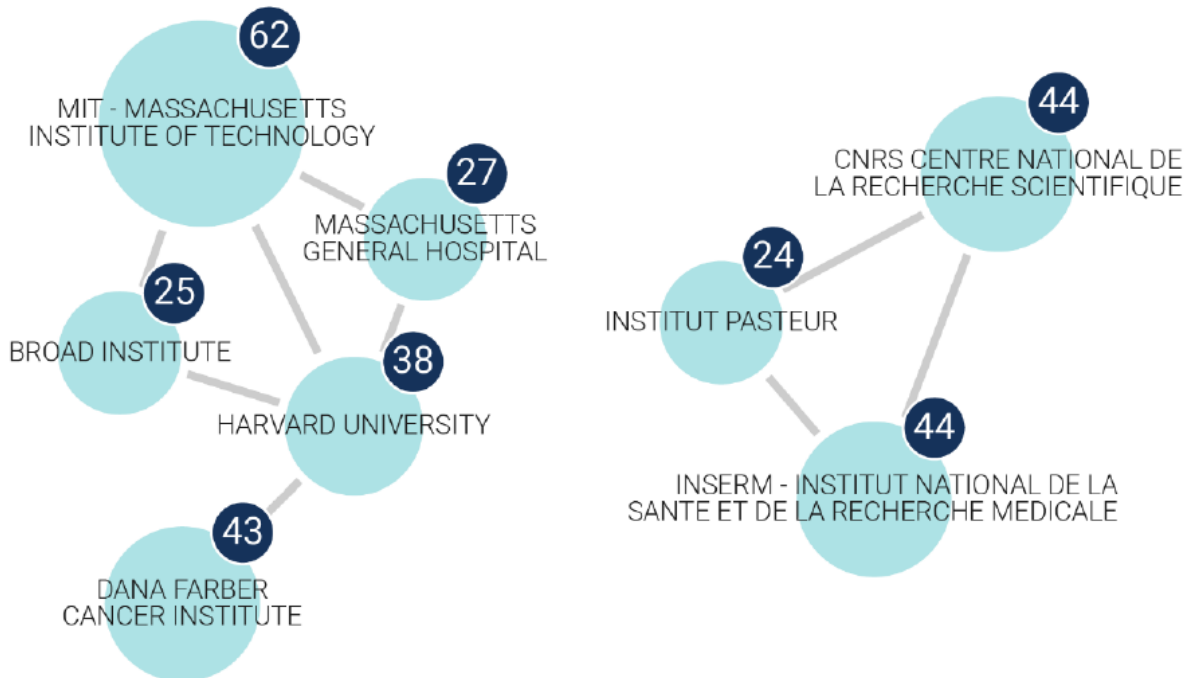 62
MIT - MASSACHUSETTS
INSTITUTE OF TECHNOLOGY
27
MASSACHUSETTS
GENERAL HOSPITAL
25
BROAD INSTITUTE
38
HARVARD UNIVERSITY
43
DANA FARBER
CANCER INSTITUTE
44
CNRS CENTRE NATIONAL DE
LA RECHERCHE SCIENTIFIQUE
24
INSTITUT PASTEUR
44
INSERM - INSTITUT NATIONAL DE LA
SANTE ET DE LA RECHERCHE MEDICALE